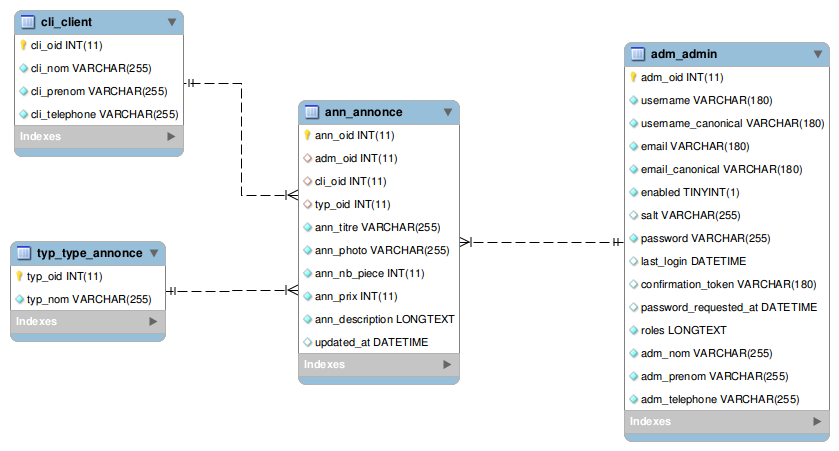 cli_client
cli_oid INT(11)
cli_nom VARCHAR(255)
cli_prenom VARCHAR(255)
cli_telephone VARCHAR(255)
Indexes
typ_type_annonce
typ_oid INT(11)
typ_nom VARCHAR(255)
Indexes
ann_annonce
ann_oid INT(11)
adm_oid INT(11)
cli_oid INT(11)
typ_oid INT(11)
ann_titre VARCHAR(255)
ann_photo VARCHAR(255)
ann_nb_piece INT(11)
ann_prix INT(11)
ann_description LONGTEXT
updated_at DATETIME
Indexes
adm_admin
adm_oid INT(11)
username VARCHAR(180)
username_canonical VARCHAR(180)
email VARCHAR(180)
email_canonical VARCHAR(180)
enabled TINYINT(1)
salt VARCHAR(255)
password VARCHAR(255)
last_login DATETIME
confirmation_token VARCHAR(180)
password_requested_at DATETIME
roles LONGTEXT
adm_nom VARCHAR(255)
adm_prenom VARCHAR(255)
adm_telephone VARCHAR(255)
Indexes